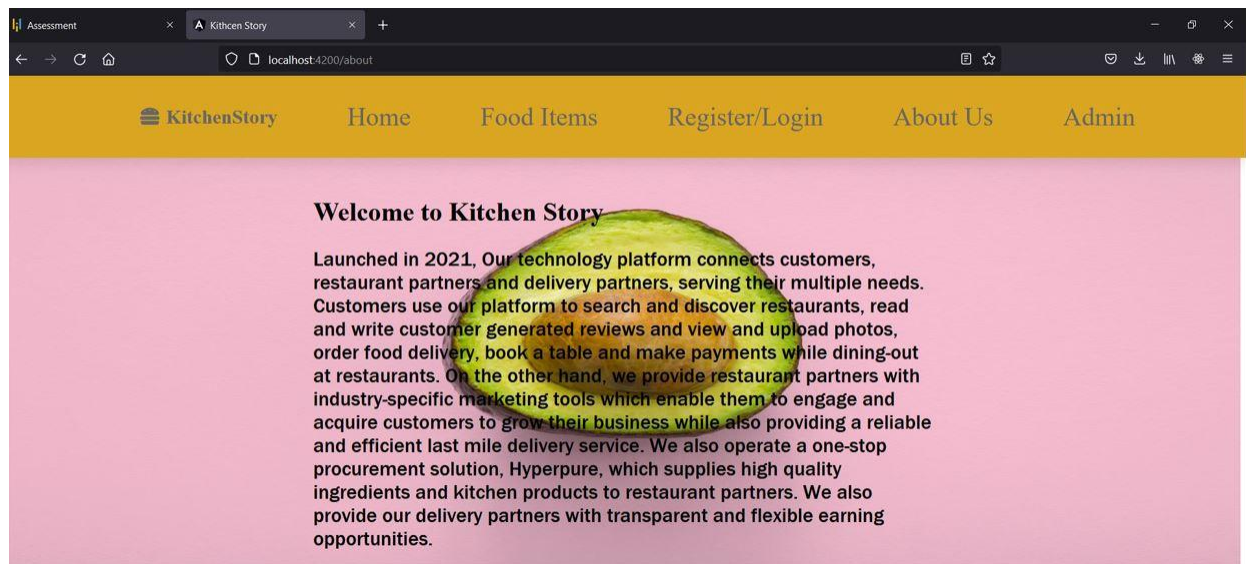 Assessment
Kithcen Story
localhost:4200/about
KitchenStory Home Food Items Register/Login About Us Admin
Welcome to Kitchen Story
Launched in 2021, Our technology platform connects customers,
restaurant partners and delivery partners, serving their multiple needs.
Customers use our platform to search and discover restaurants, read
and write customer generated reviews and view and upload photos,
order food delivery, book a table and make payments while dining-out
at restaurants. On the other hand, we provide restaurant partners with
industry-specific marketing tools which enable them to engage and
acquire customers to grow their business while also providing a reliable
and efficient last mile delivery service. We also operate a one-stop
procurement solution, Hyperpure, which supplies high quality
ingredients and kitchen products to restaurant partners. We also
provide our delivery partners with transparent and flexible earning
opportunities.